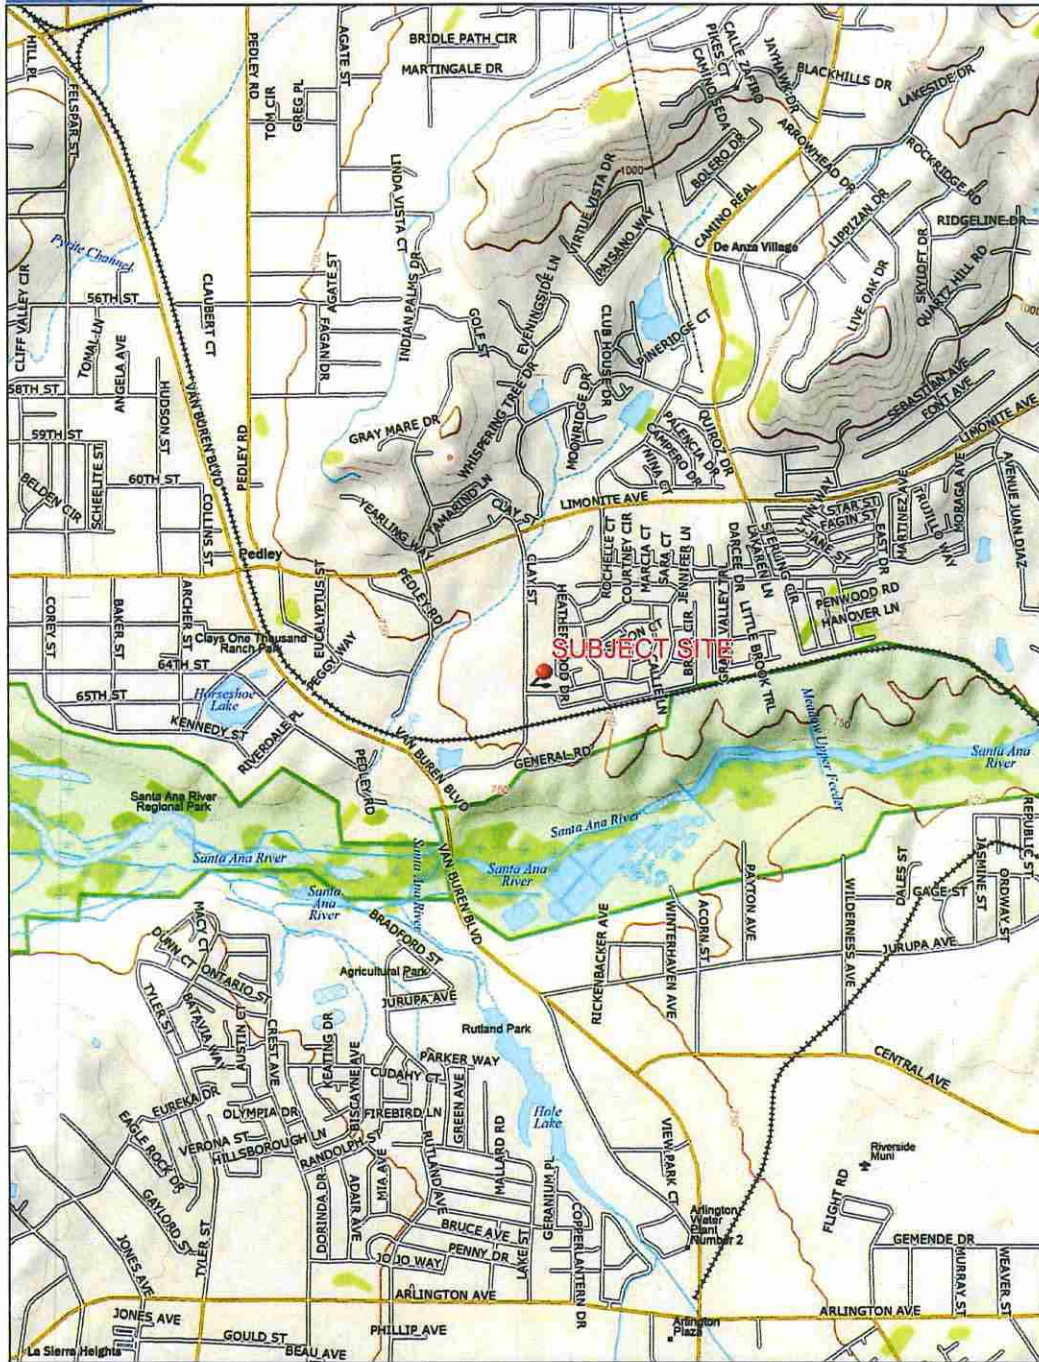 BRIDLE PATH CIR
MARTINGALE DR
HILL PL
FELSPAR ST
PEDLEY RD
TOM CIR
GREG PL
AGATE ST
CALLE ZAFIRO
PIKES CT
CAMINO SEDA
JAYHAWK DR
BLACKHILLS DR
LAKESIDE DR
ARROWHEAD DR
ROCKRIDGE RD
BOLERO DR
LINDA VISTA CT
VIRTUE VISTA DR
1000
PAISANO WAY
CAMINO REAL
De Anza Village
LIPPIZAN DR
RIDGELINE DR
SKYLOFT DR
QUARTZ HILL RD
LIVE OAK DR
1000
Pyrite Channel
CLIFF VALLEY CIR
56TH ST
CLAUBERT CT
AGATE ST
FAGAN DR
INDIAN PALMS DR
GOLF ST
EVENINGSIDE LN
PINERIDGE CT
TOMAL LN
ANGELA AVE
58TH ST
HUDSON ST
VAN BUREN BLVD
PEDLEY RD
GRAY MARE DR
WHISPERING TREE DR
MOONRIDGE DR
PALENCIA DR
CAMPERO DR
NINA CT
QUIROZ DR
SEBASTIAN AVE
FONT AVE
LIMONITE AVE
59TH ST
BELDEN CIR
SCHEELITE ST
60TH ST
COLLINS ST
YEARLING WAY
TAMARIND LN
CLAY ST
LIMONITE AVE
LYNN WAY
STAR ST
FAGIN ST
JANE ST
EAST DR
MARTINEZ AVE
TRUJILLO WAY
MORAGA AVE
AVENUE JUAN DIAZ
Pedley
EUCALYPTUS ST
PEDLEY RD
CLAY ST
ROCHELLE CT
COURTNEY CIR
MARCIA CT
SARA CT
JENNIFER LN
DARCEE DR
LAKAREN LN
STERLING CIR
PENWOOD RD
HANOVER LN
LITTLE BROOK TRL
COREY ST
BAKER ST
ARCHER ST
Clays One Thousand
Ranch Park
PEGGY WAY
SUBJECT SITE
64TH ST
65TH ST
Horseshoe
Lake
KENNEDY ST
RIVERDALE PL
PEDLEY RD
VAN BUREN BLVD
GENERAL RD
750
750
Meadow Upper Feeder
Santa Ana
River
Santa Ana River
Regional Park
Santa Ana River
Santa Ana River
Santa
Ana
River
Santa Ana River
Santa Ana
River
VAN BUREN BLVD
PAYTON AVE
WILDERNESS AVE
DALES ST
GAGE ST
JASMINE ST
ORDWAY ST
REPUBLIC ST
JURUPA AVE
RICKENBACKER AVE
WINTERHAVEN AVE
ACORN ST
MACY CT
DUNN CT
ONTARIO ST
BRADFORD ST
Agricultural Park
JURUPA AVE
TYLER ST
BATAVIA WAY
AUSTIN CT
CREST AVE
KEATING DR
BISCAYNE AVE
Rutland Park
PARKER WAY
CUDAHY CT
CENTRAL AVE
EUREKA DR
OLYMPIA DR
FIREBIRD LN
GREEN AVE
Hole
Lake
EAGLE ROCK DR
VERONA ST
HILLSBOROUGH LN
RANDOLPH ST
RUTLAND AVE
MALLARD RD
VIEW PARK CT
750
Riverside
Muni
FLIGHT RD
GAYLORD ST
DORINDA DR
ADAIR AVE
MIA AVE
BRUCE AVE
GERANIUM PL
COPPERLANTERN DR
Arlington
Water
Plant
Number 2
GEMENDE DR
JONES AVE
TYLER ST
JO JO WAY
PENNY DR
LAKE ST
MURRAY ST
WEAVER ST
ARLINGTON AVE
ARLINGTON AVE
JONES AVE
GOULD ST
PHILLIP AVE
Arlington
Plaza
La Sierra Heights
BEAU AVE